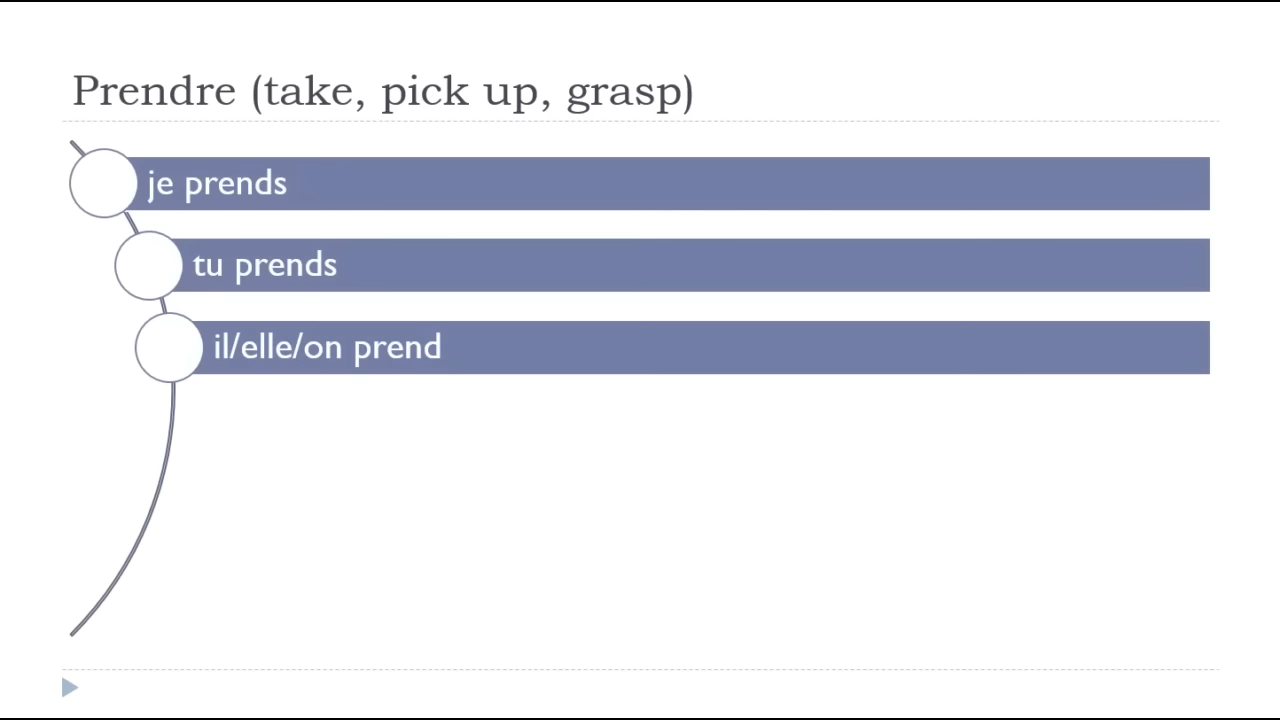 Prendre (take, pick up, grasp)
je prends
tu prends
il/elle/on prend